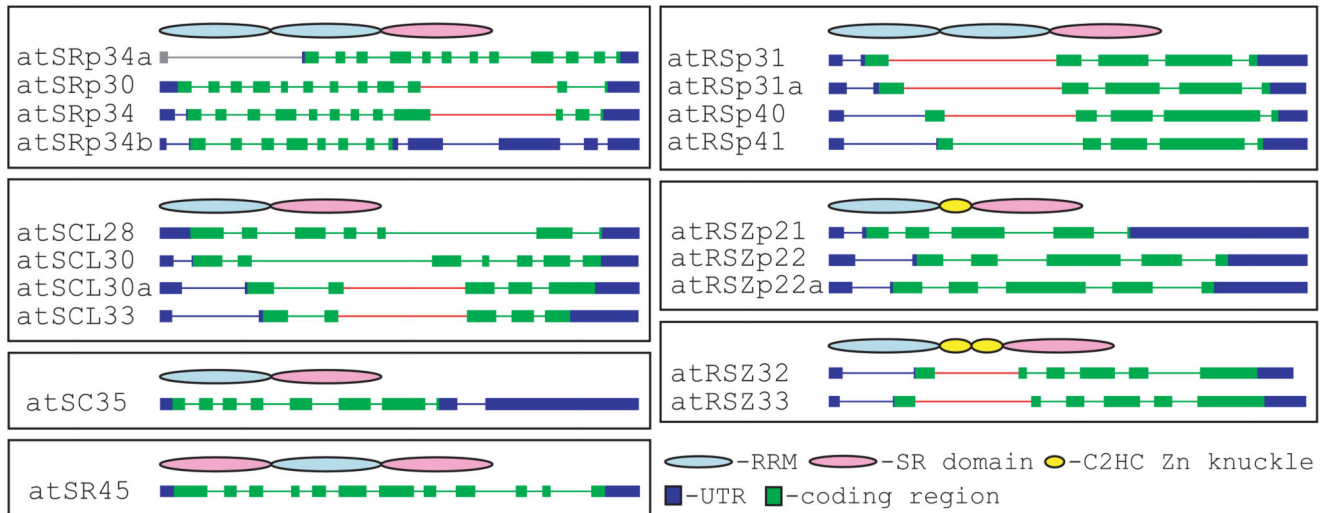 atSRp34a
atSRp30
atSRp34
atSRp34b
atSCL28
atSCL30
atSCL30a
atSCL33
atSC35
atSR45
atRSp31
atRSp31a
atRSp40
atRSp41
atRSZp21
atRSZp22
atRSZp22a
atRSZ32
atRSZ33
-RRM -SR domain -C2HC Zn knuckle
-UTR -coding region